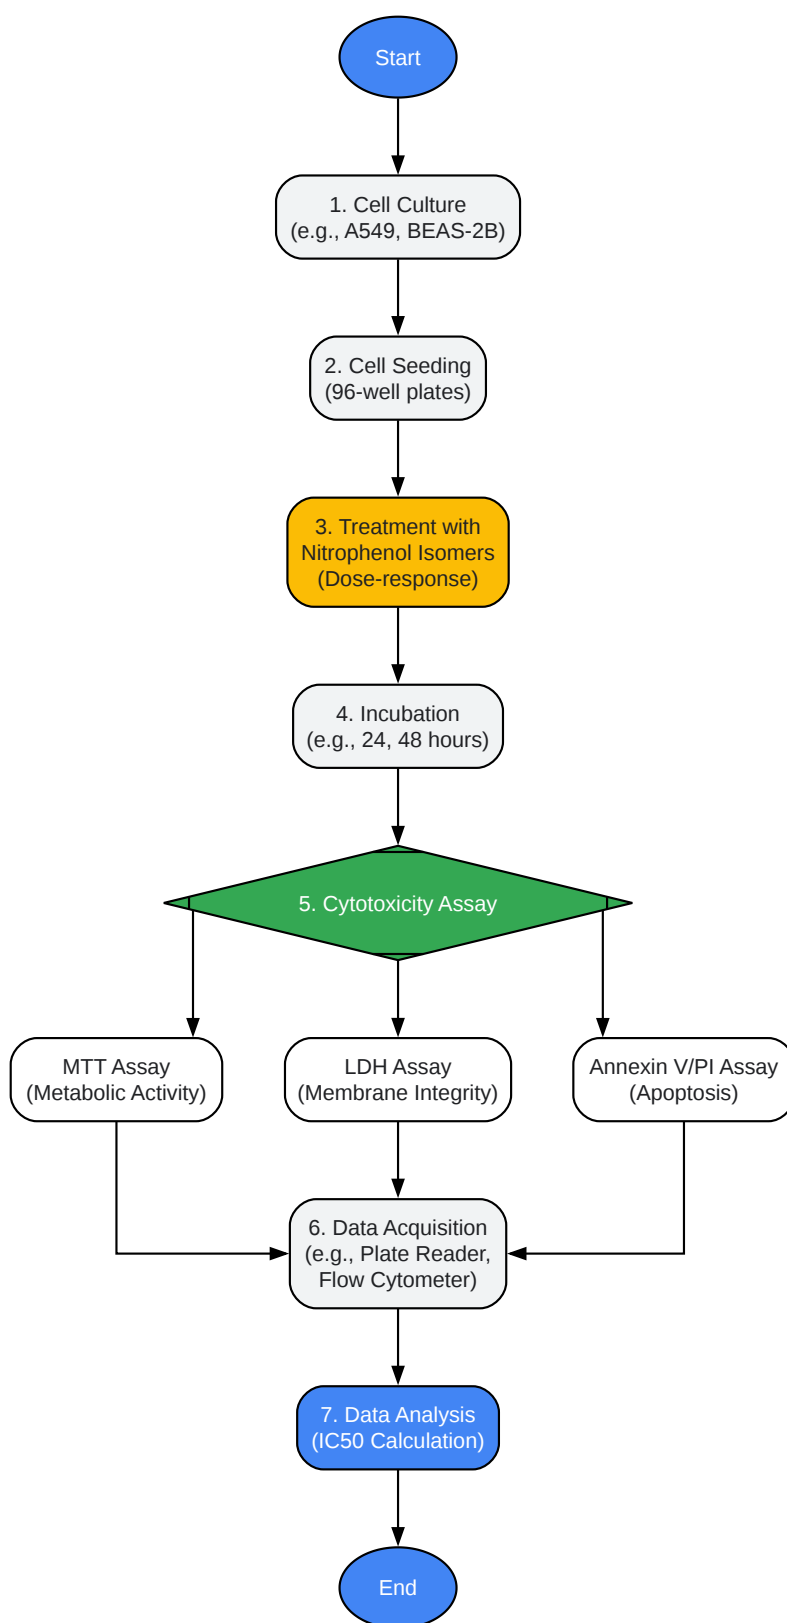 Start
1. Cell Culture
(e.g., A549, BEAS-2B)
2. Cell Seeding
(96-well plates)
3. Treatment with
Nitrophenol Isomers
(Dose-response)
4. Incubation
(e.g., 24, 48 hours)
5. Cytotoxicity Assay
MTT Assay
(Metabolic Activity)
LDH Assay
(Membrane Integrity)
Annexin V/PI Assay
(Apoptosis)
6. Data Acquisition
(e.g., Plate Reader,
Flow Cytometer)
7. Data Analysis
(IC50 Calculation)
End